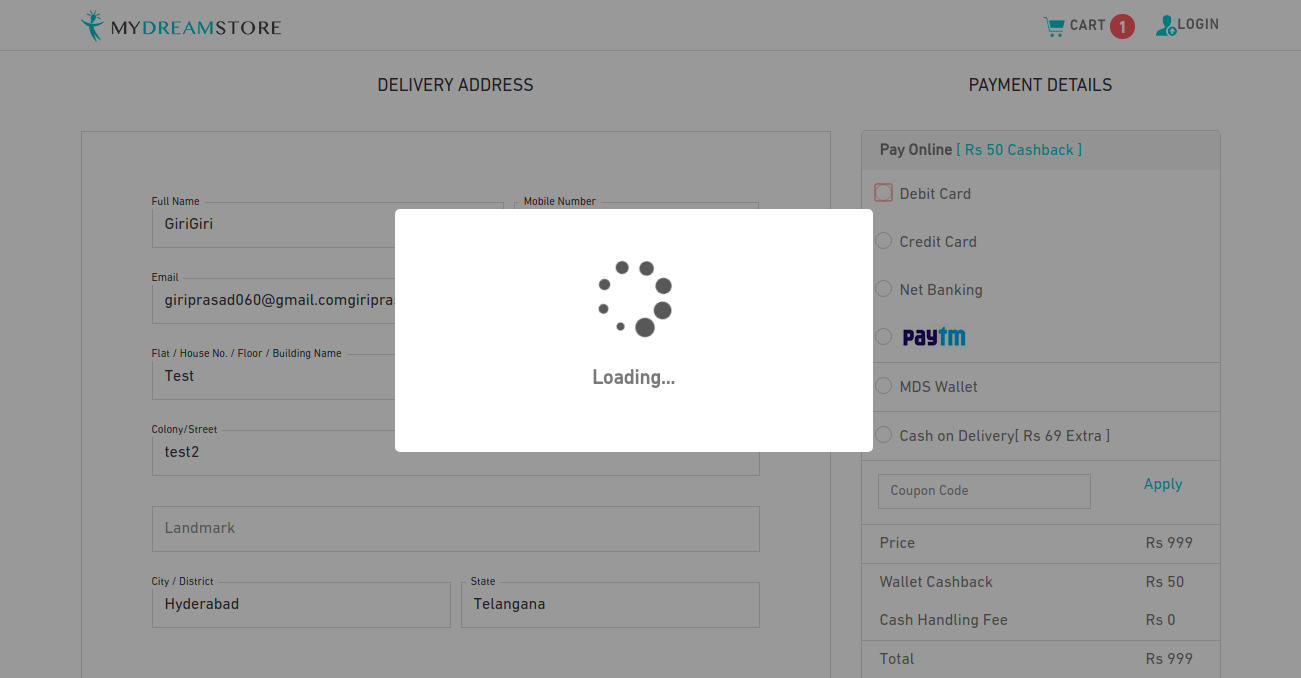 MYDREAMSTORE
CART 1
LOGIN
DELIVERY ADDRESS
Full Name
GiriGiri
Mobile Number
Email
giriprasad060@gmail.comgiripras
Flat / House No. / Floor / Building Name
Test
Colony/Street
test2
Landmark
City / District
Hyderabad
State
Telangana
Loading...
PAYMENT DETAILS
Pay Online [ Rs 50 Cashback ]
Debit Card
Credit Card
Net Banking
paytm
MDS Wallet
Cash on Delivery[ Rs 69 Extra ]
Coupon Code
Apply
Price Rs 999
Wallet Cashback Rs 50
Cash Handling Fee Rs 0
Total Rs 999